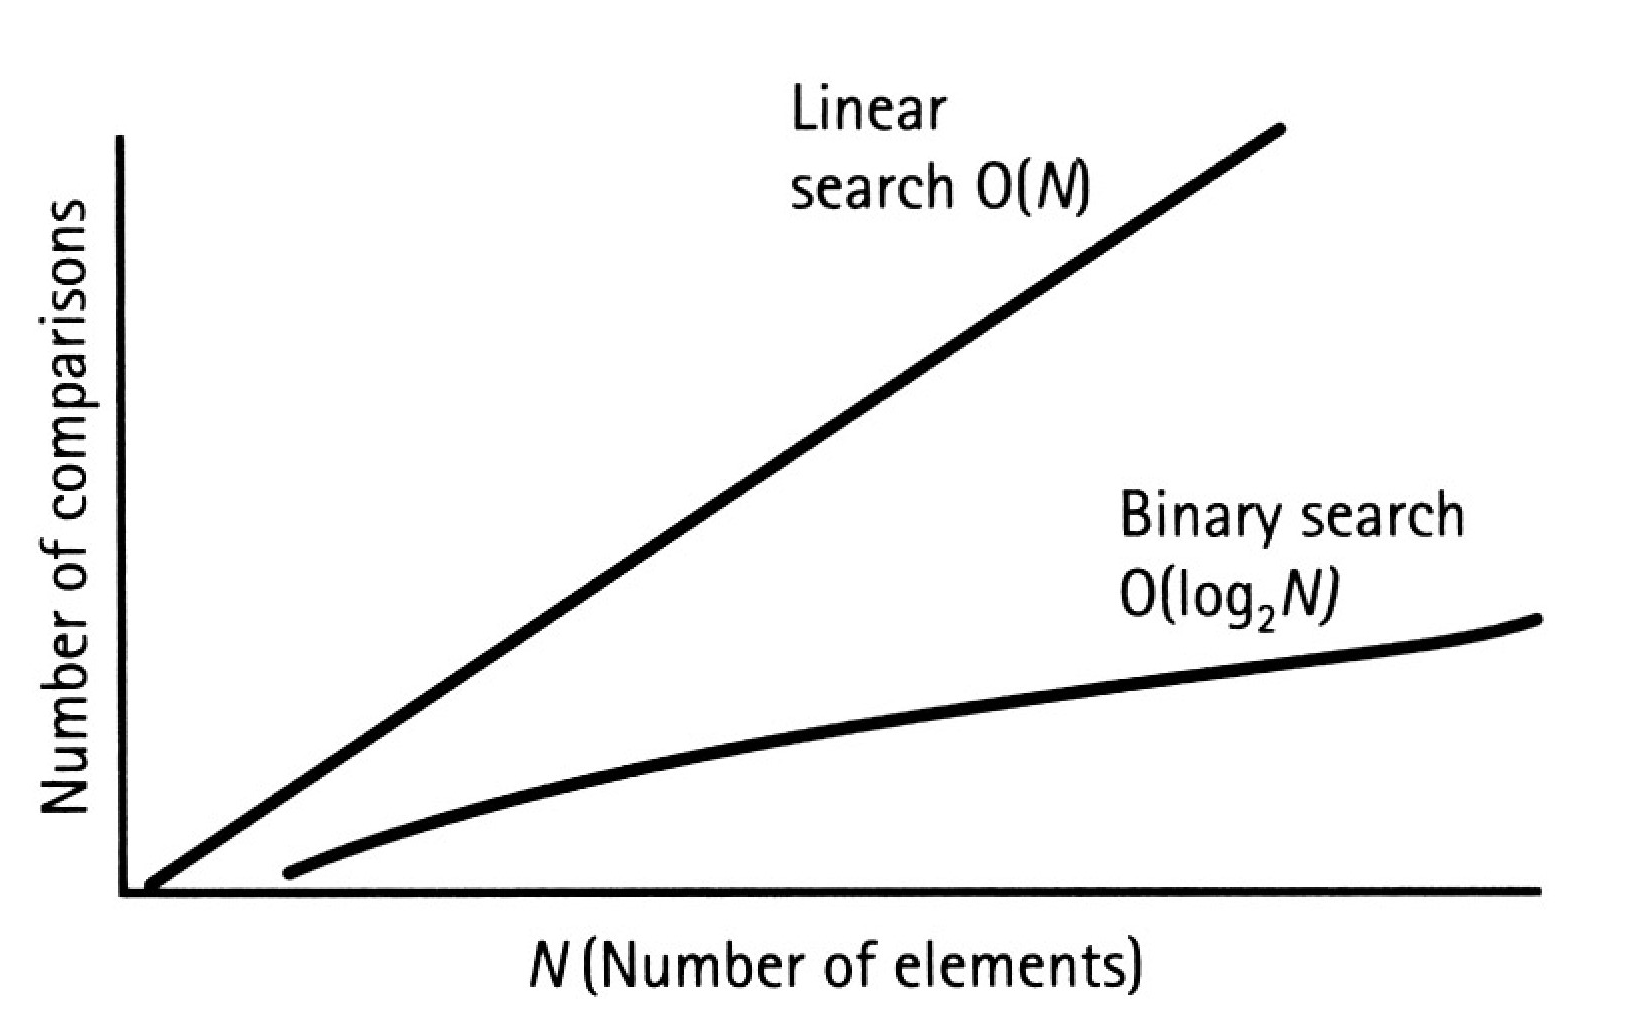 Linear
search O(N)
Number of comparisons
Binary search
O(log₂N)
N (Number of elements)